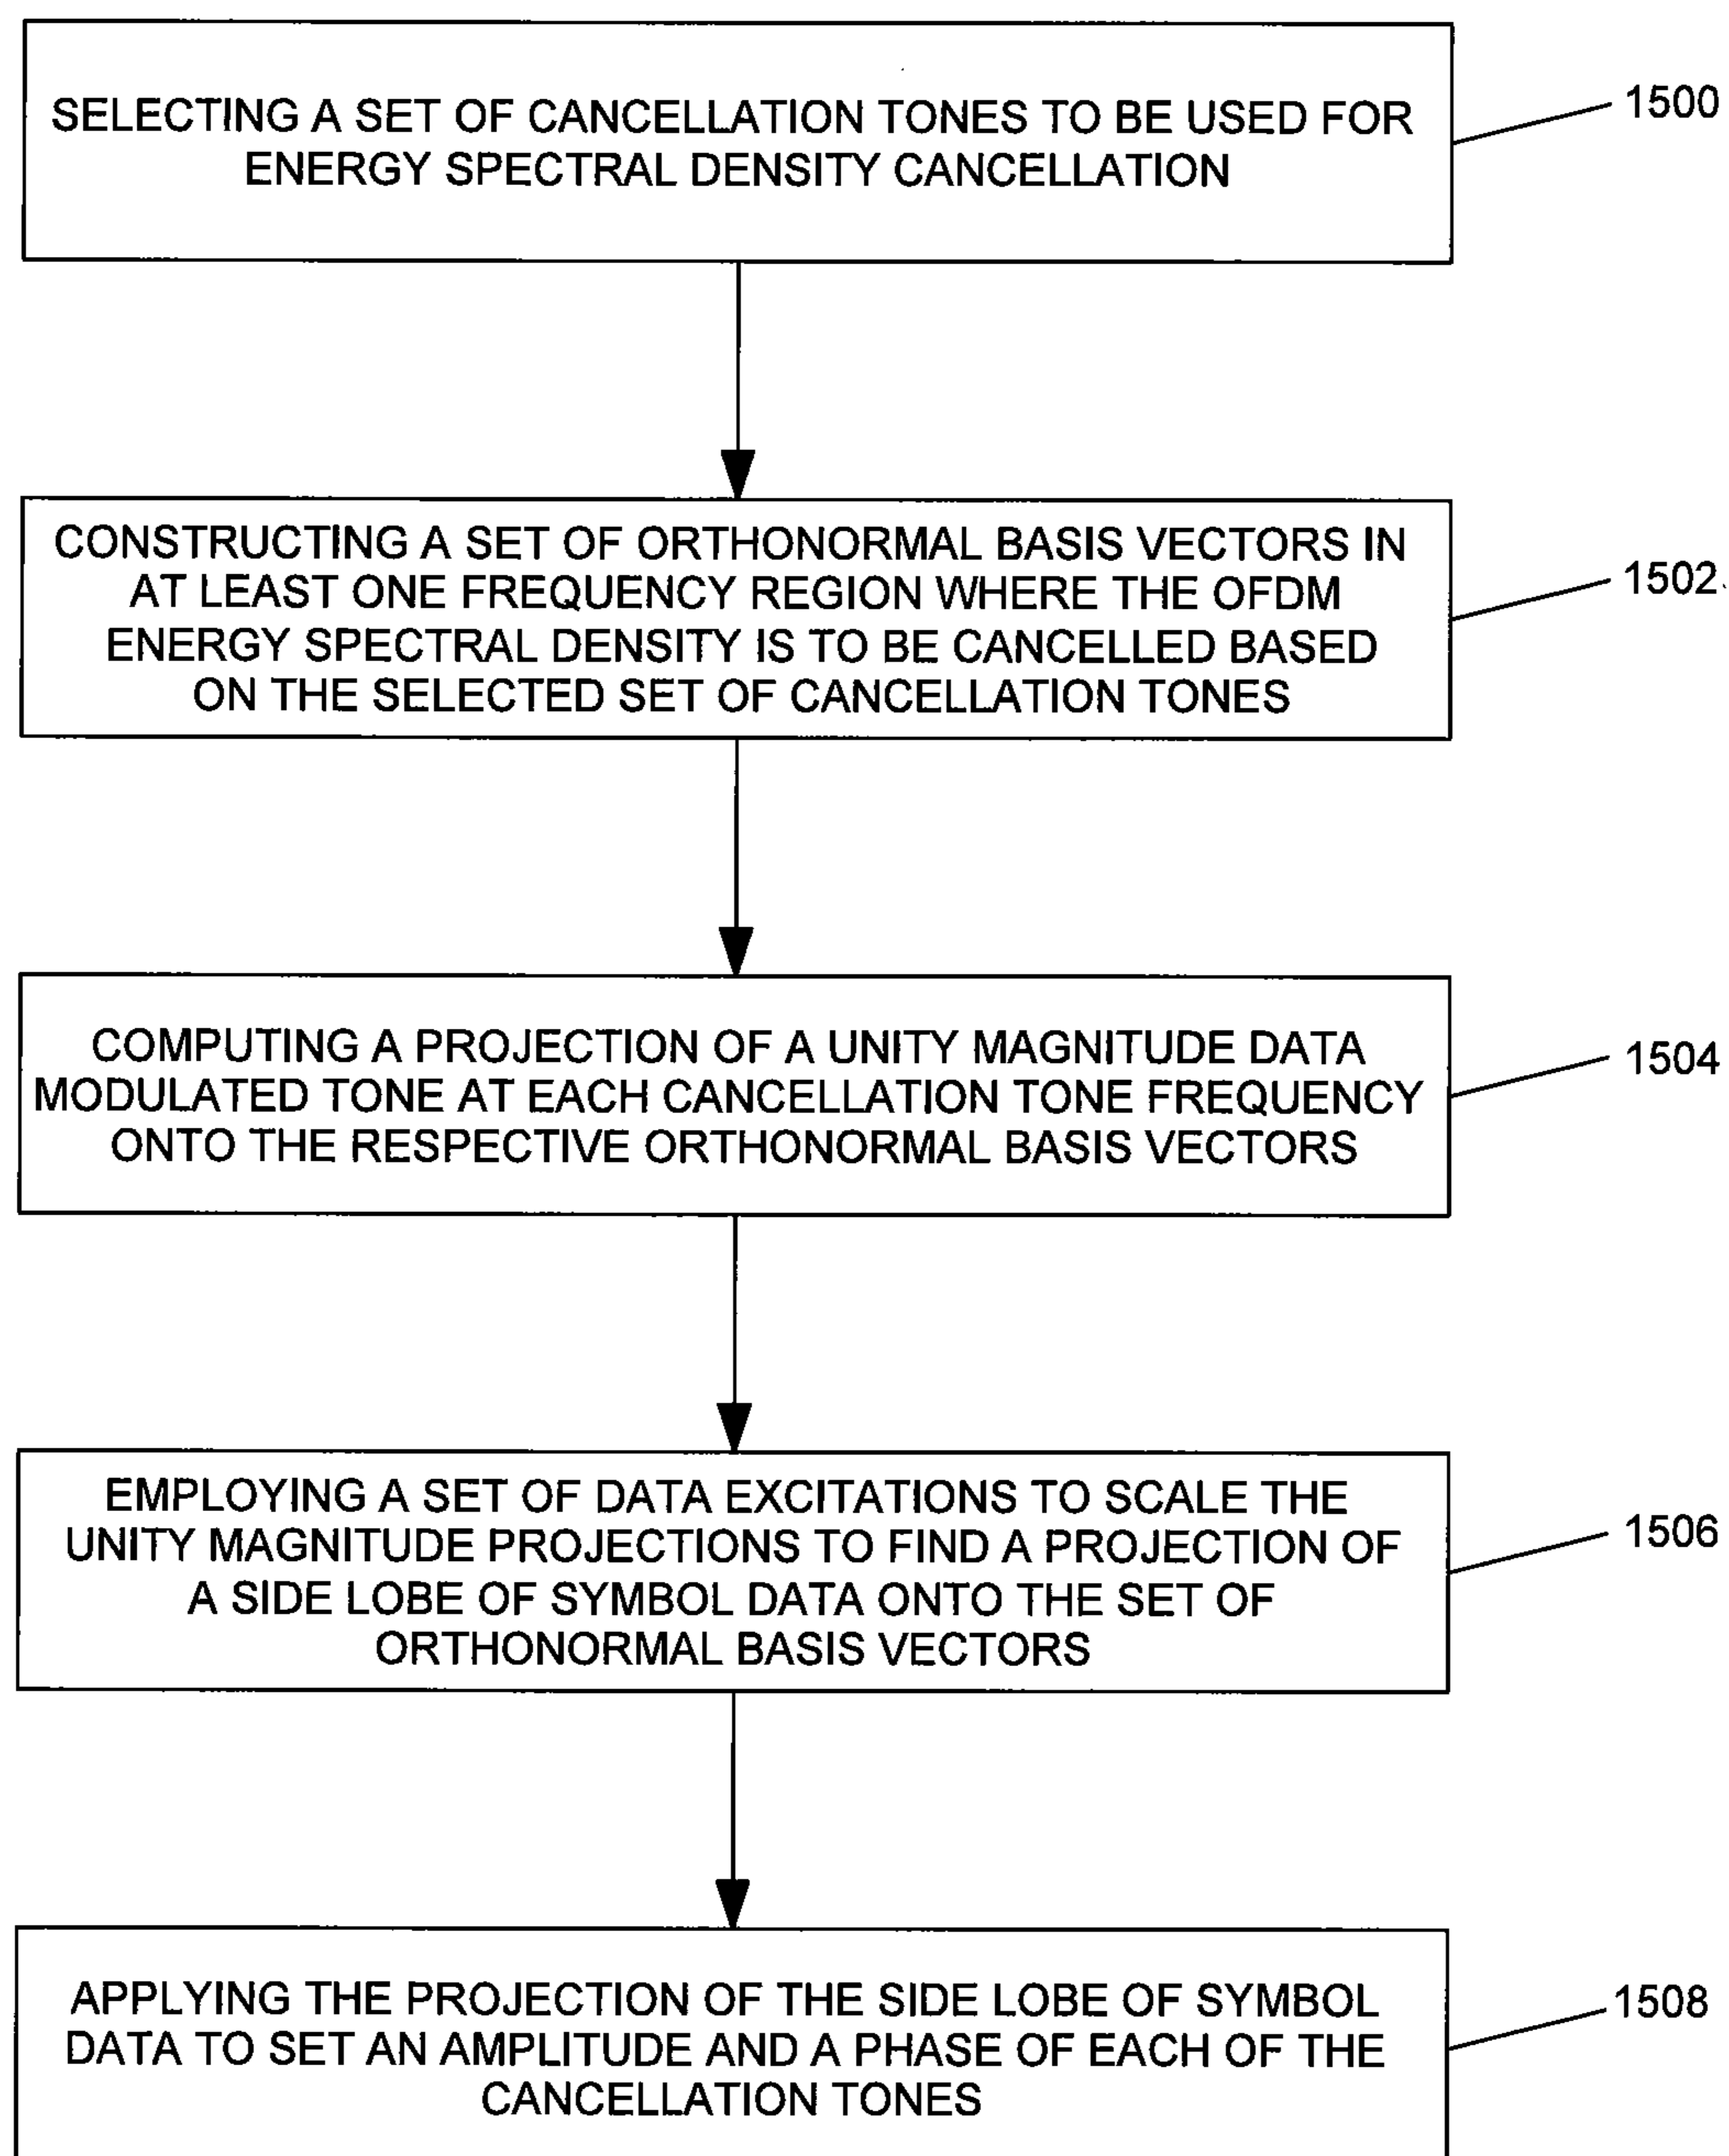 SELECTING A SET OF CANCELLATION TONES TO BE USED FOR
ENERGY SPECTRAL DENSITY CANCELLATION
1500
CONSTRUCTING A SET OF ORTHONORMAL BASIS VECTORS IN
AT LEAST ONE FREQUENCY REGION WHERE THE OFDM
ENERGY SPECTRAL DENSITY IS TO BE CANCELLED BASED
ON THE SELECTED SET OF CANCELLATION TONES
1502
COMPUTING A PROJECTION OF A UNITY MAGNITUDE DATA
MODULATED TONE AT EACH CANCELLATION TONE FREQUENCY
ONTO THE RESPECTIVE ORTHONORMAL BASIS VECTORS
1504
EMPLOYING A SET OF DATA EXCITATIONS TO SCALE THE
UNITY MAGNITUDE PROJECTIONS TO FIND A PROJECTION OF
A SIDE LOBE OF SYMBOL DATA ONTO THE SET OF
ORTHONORMAL BASIS VECTORS
1506
APPLYING THE PROJECTION OF THE SIDE LOBE OF SYMBOL
DATA TO SET AN AMPLITUDE AND A PHASE OF EACH OF THE
CANCELLATION TONES
1508